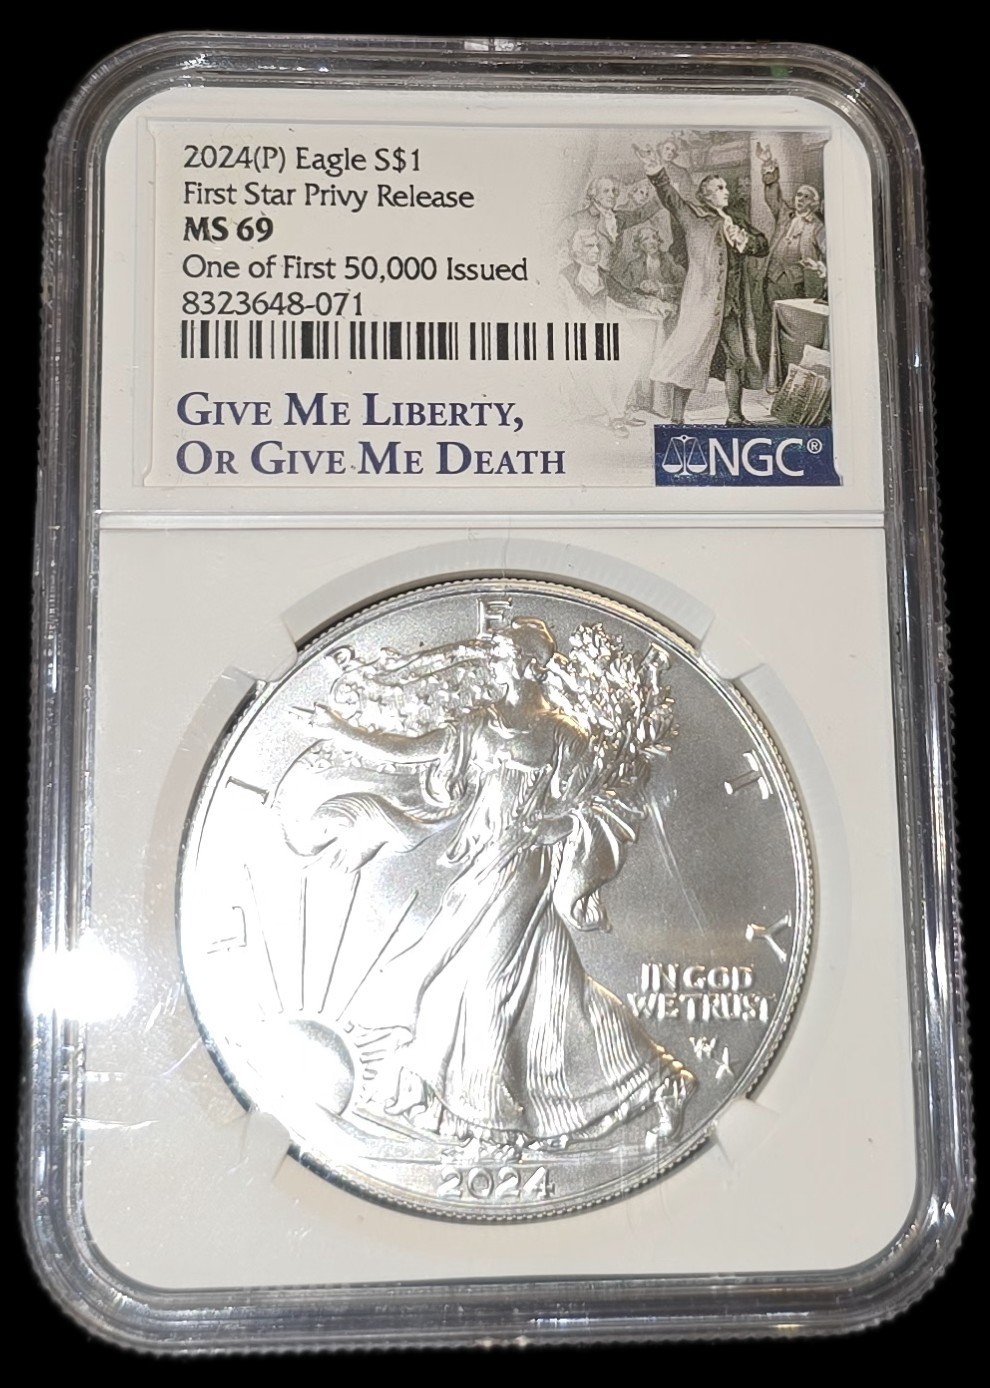 2024(P) Eagle S$1
First Star Privy Release
MS 69
One of First 50,000 Issued
8323648-071
GIVE ME LIBERTY,
OR GIVE ME DEATH
NGC®
LIBERTY
IN GOD
WE TRUST
W
2024